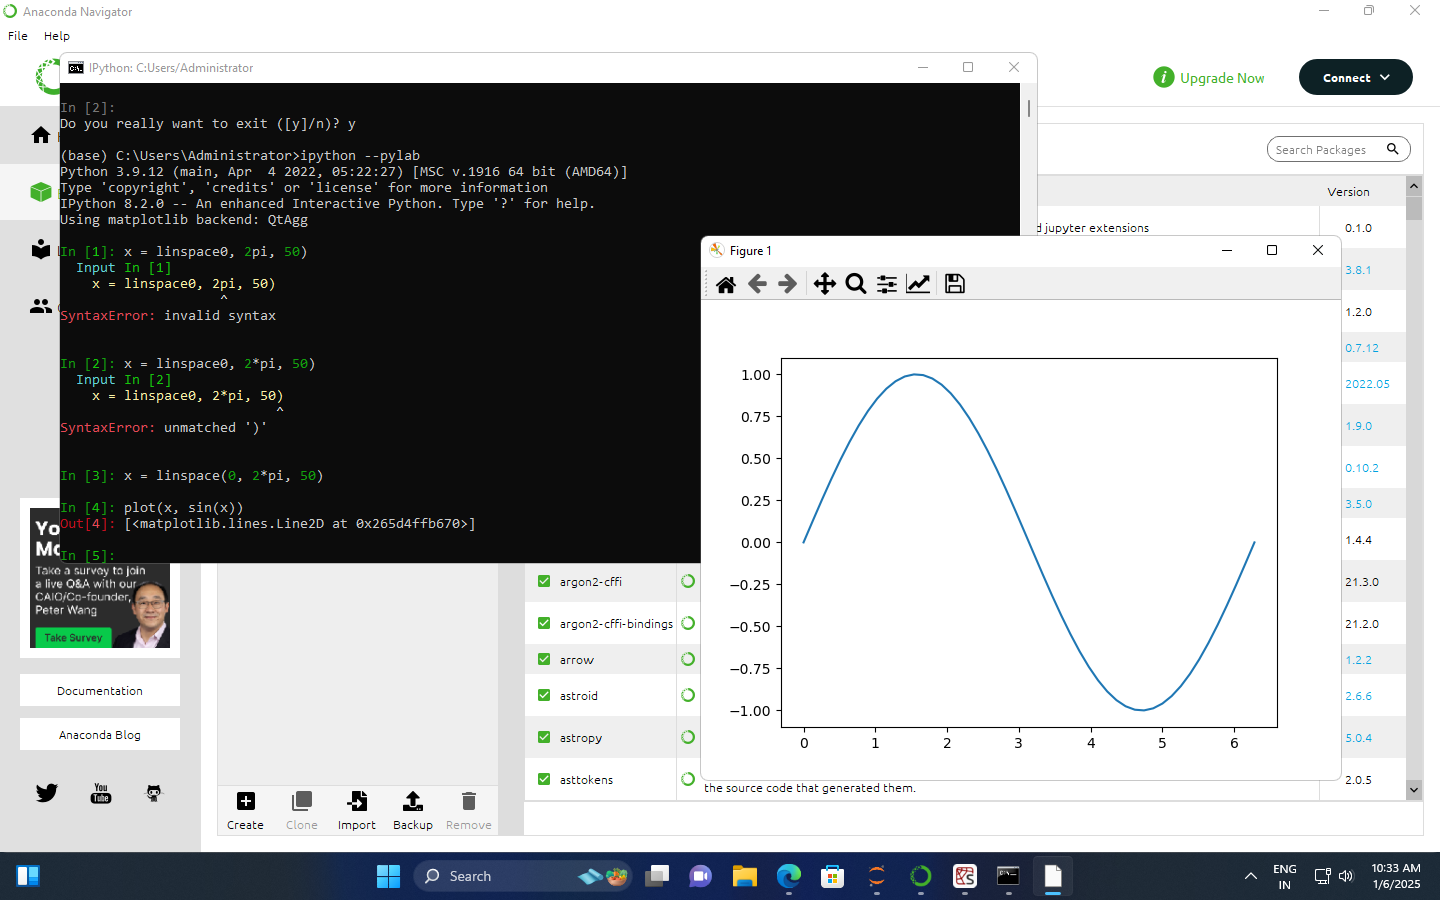 Anaconda Navigator
File Help
Upgrade Now
Connect
IPython: C:Users/Administrator
In [2]:
Do you really want to exit ([y]/n)? y
(base) C:\Users\Administrator>ipython --pylab
Python 3.9.12 (main, Apr  4 2022, 05:22:27) [MSC v.1916 64 bit (AMD64)]
Type 'copyright', 'credits' or 'license' for more information
IPython 8.2.0 -- An enhanced Interactive Python. Type '?' for help.
Using matplotlib backend: QtAgg
In [1]: x = linspace0, 2pi, 50)
Input In [1]
x = linspace0, 2pi, 50)
^
SyntaxError: invalid syntax
In [2]: x = linspace0, 2*pi, 50)
Input In [2]
x = linspace0, 2*pi, 50)
^
SyntaxError: unmatched ')'
In [3]: x = linspace(0, 2*pi, 50)
In [4]: plot(x, sin(x))
Out[4]: [<matplotlib.lines.Line2D at 0x265d4ffb670>]
In [5]:
Search Packages
Version
d jupyter extensions
0.1.0
3.8.1
1.2.0
0.7.12
2022.05
1.9.0
0.10.2
3.5.0
1.4.4
argon2-cffi 21.3.0
argon2-cffi-bindings 21.2.0
arrow 1.2.2
astroid 2.6.6
astropy 5.0.4
asttokens 2.0.5
the source code that generated them.
Figure 1
1.00
0.75
0.50
0.25
0.00
−0.25
−0.50
−0.75
−1.00
0 1 2 3 4 5 6
Yo
Mo
Take a survey to join
a live Q&A with our
CAIO/Co-founder,
Peter Wang
Take Survey
Documentation
Anaconda Blog
You
Tube
Create Clone Import Backup Remove
Search
ENG
IN
10:33 AM
1/6/2025